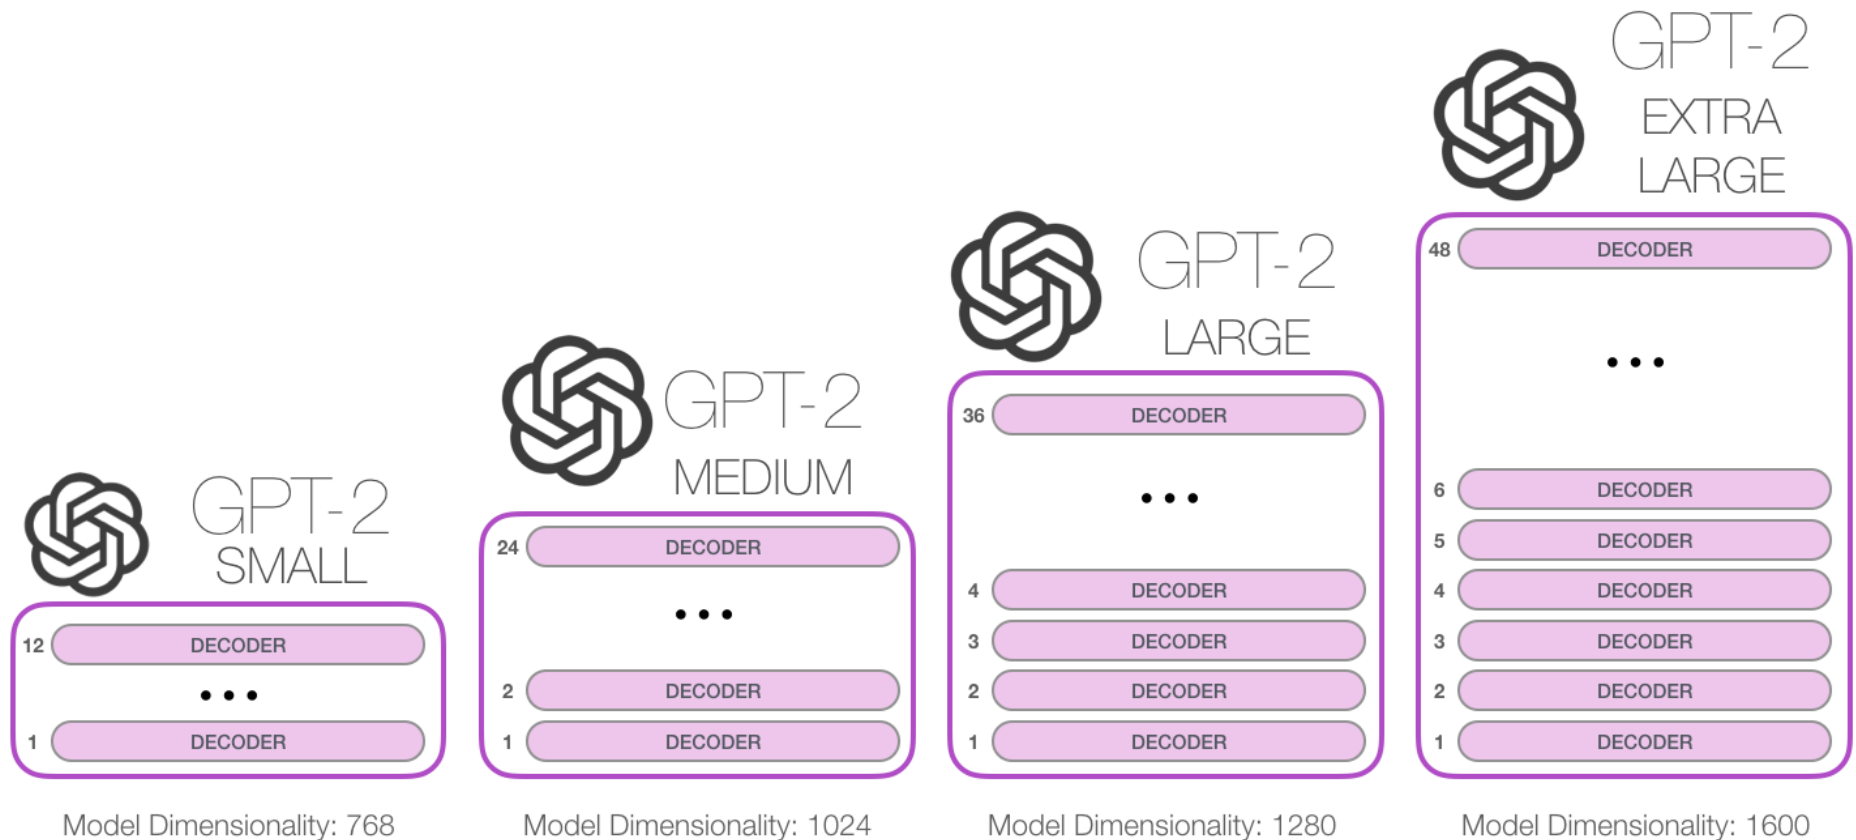 GPT-2
SMALL
12 DECODER
...
1 DECODER
Model Dimensionality: 768
GPT-2
MEDIUM
24 DECODER
...
2 DECODER
1 DECODER
Model Dimensionality: 1024
GPT-2
LARGE
36 DECODER
...
4 DECODER
3 DECODER
2 DECODER
1 DECODER
Model Dimensionality: 1280
GPT-2
EXTRA
LARGE
48 DECODER
...
6 DECODER
5 DECODER
4 DECODER
3 DECODER
2 DECODER
1 DECODER
Model Dimensionality: 1600